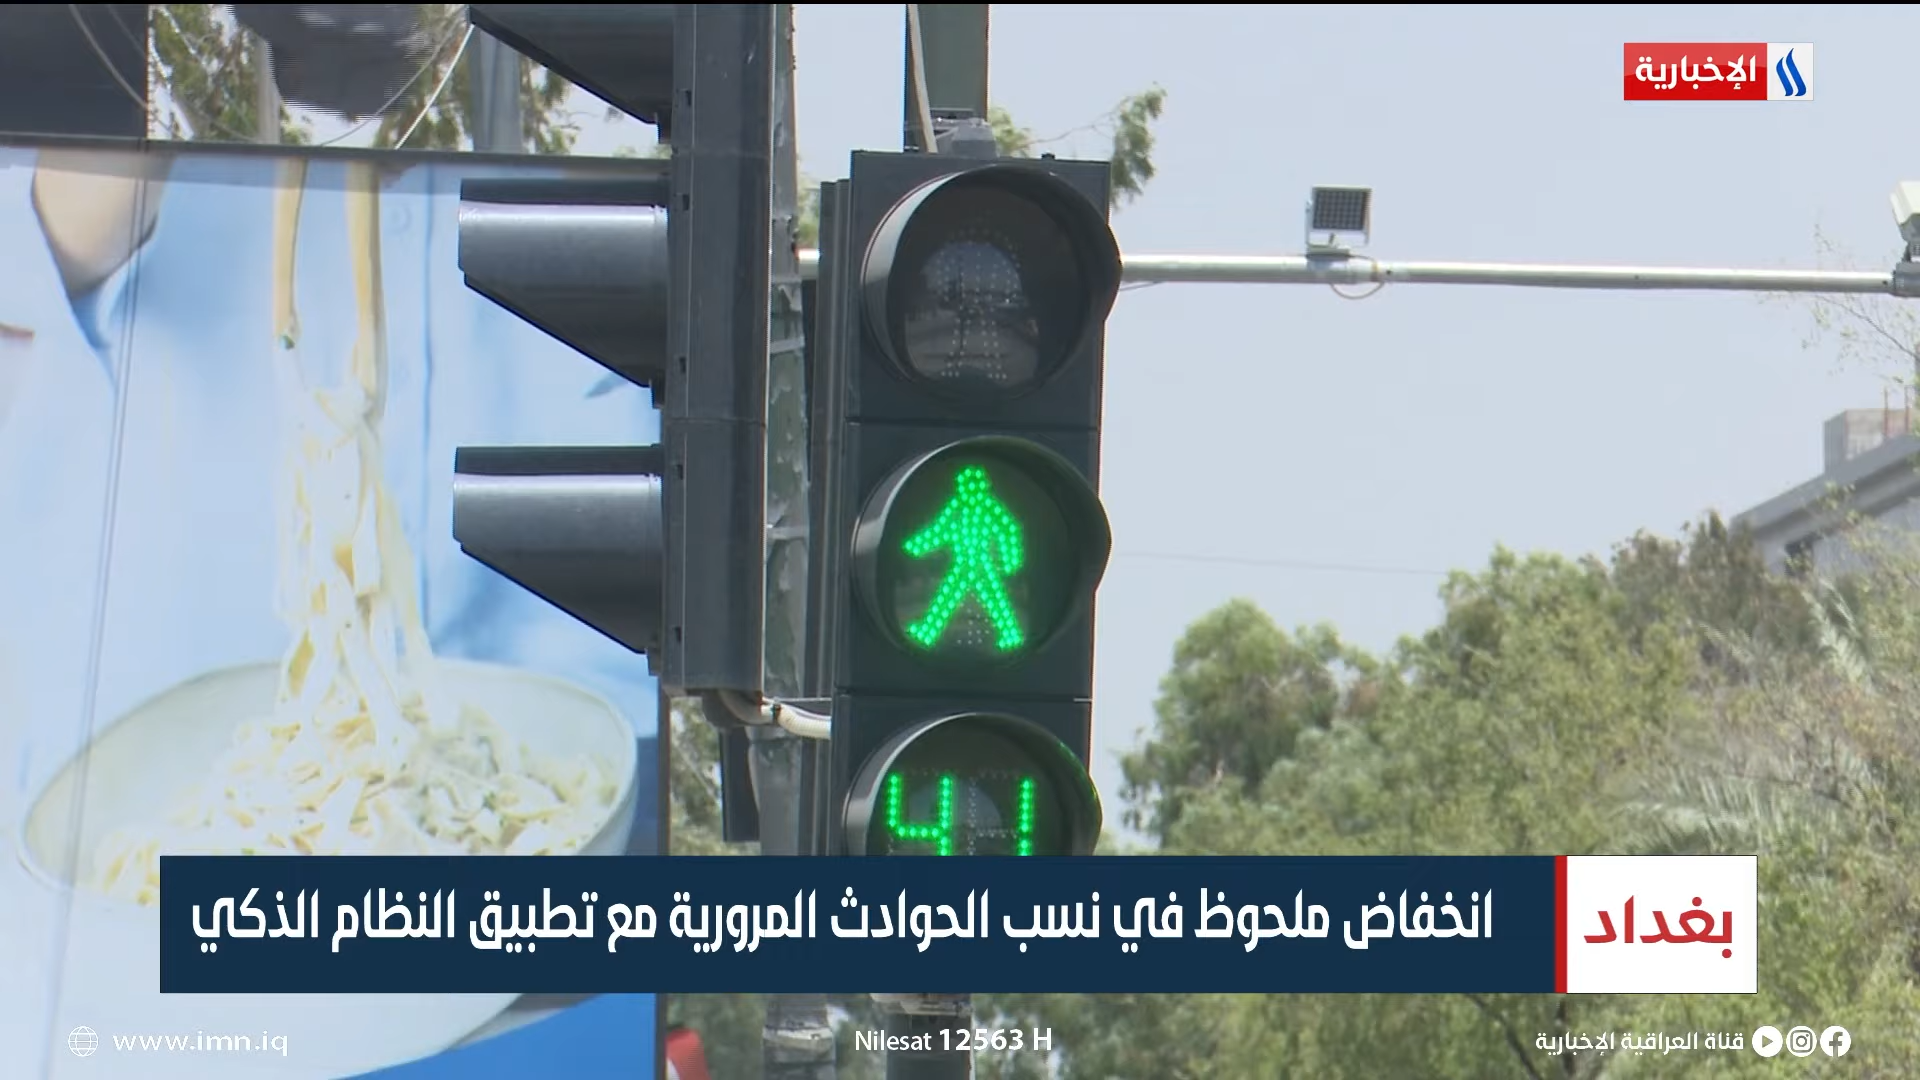 الإخبارية
41
بغداد
انخفاض ملحوظ في نسب الحوادث المرورية مع تطبيق النظام الذكي
www.imn.iq
Nilesat 12563 H
قناة العراقية الإخبارية